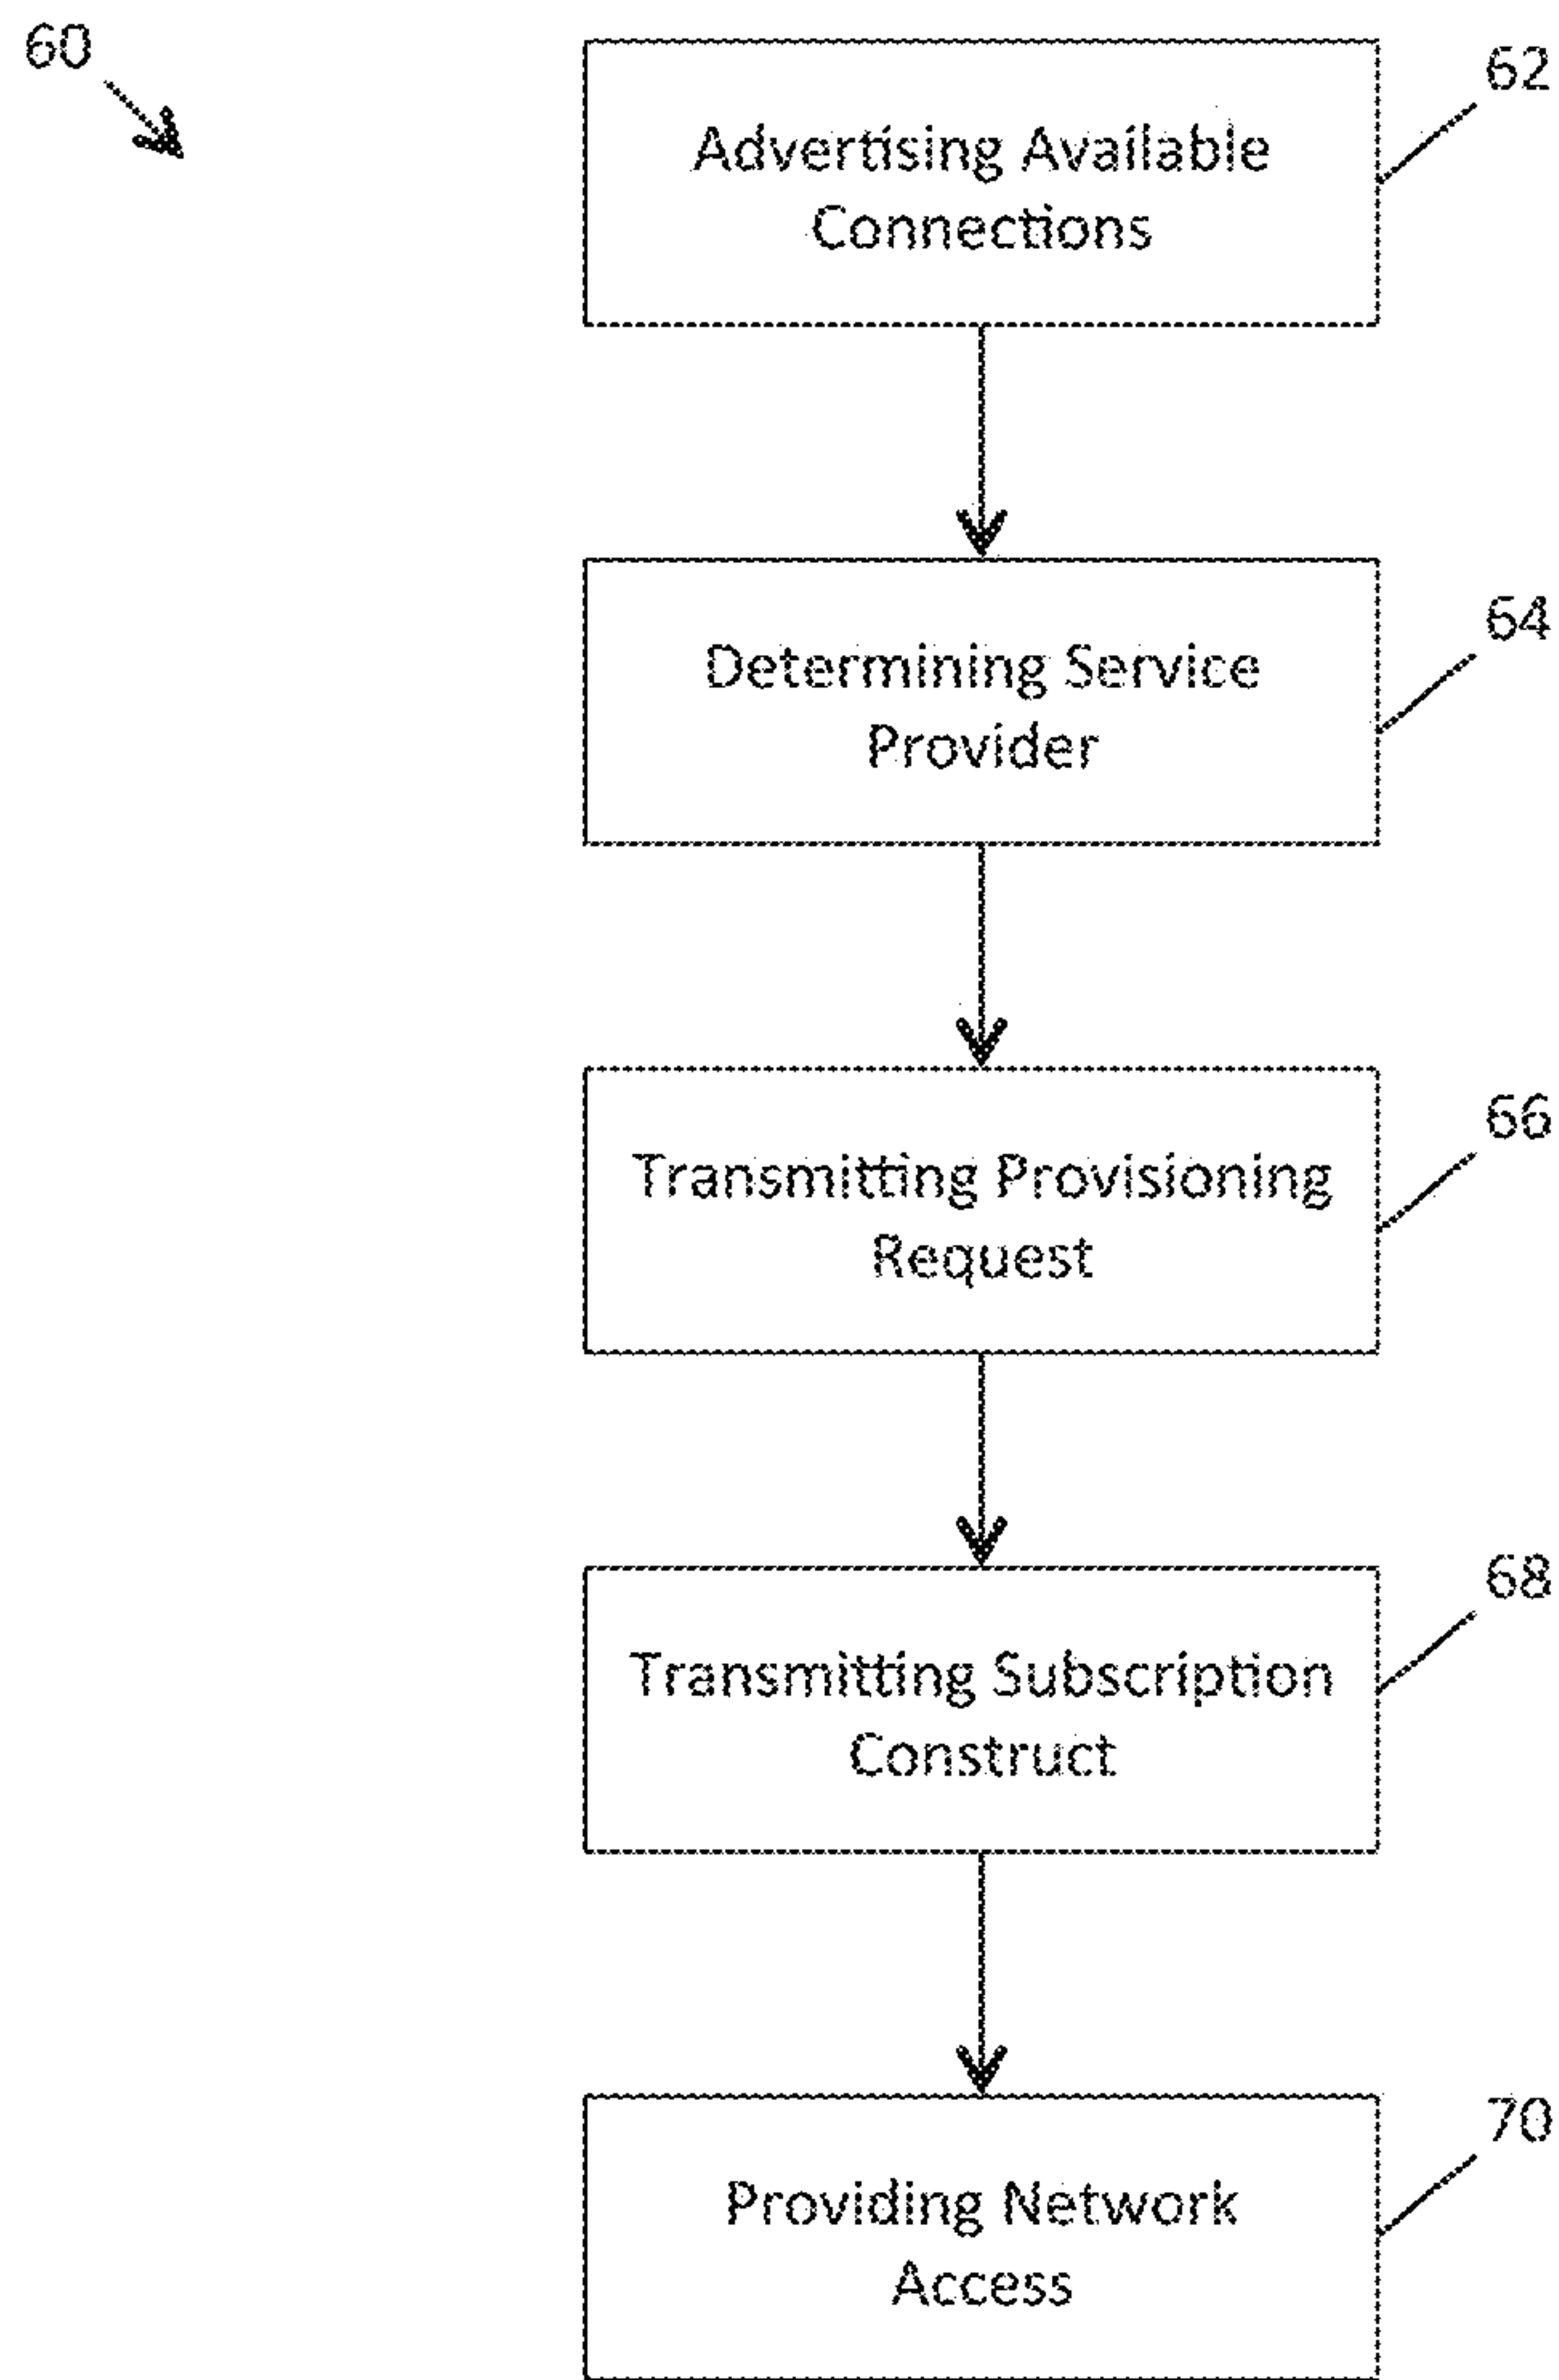 60
62
Advertising Available
Connections
64
Determining Service
Provider
66
Transmitting Provisioning
Request
68
Transmitting Subscription
Construct
70
Providing Network
Access